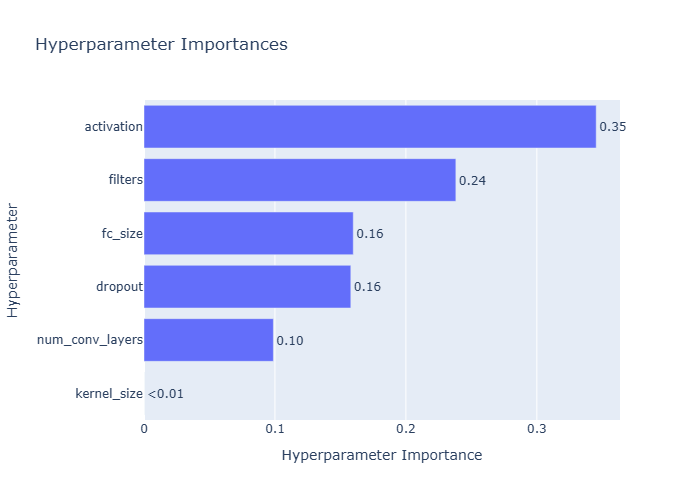 Hyperparameter Importances
activation
0.35
filters
0.24
fc_size
0.16
dropout
0.16
num_conv_layers
0.10
kernel_size
<0.01
0
0.1
0.2
0.3
Hyperparameter Importance
Hyperparameter